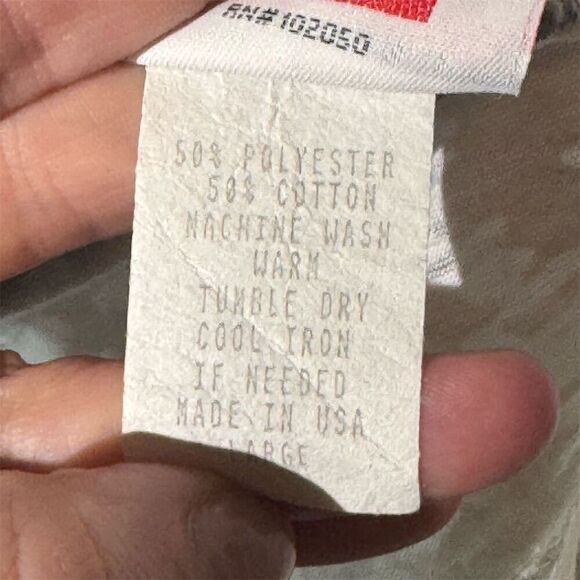 RN#102050
50% POLYESTER
50% COTTON
MACHINE WASH
WARM
TUMBLE DRY
COOL IRON
IF NEEDED
MADE IN USA
LARGE